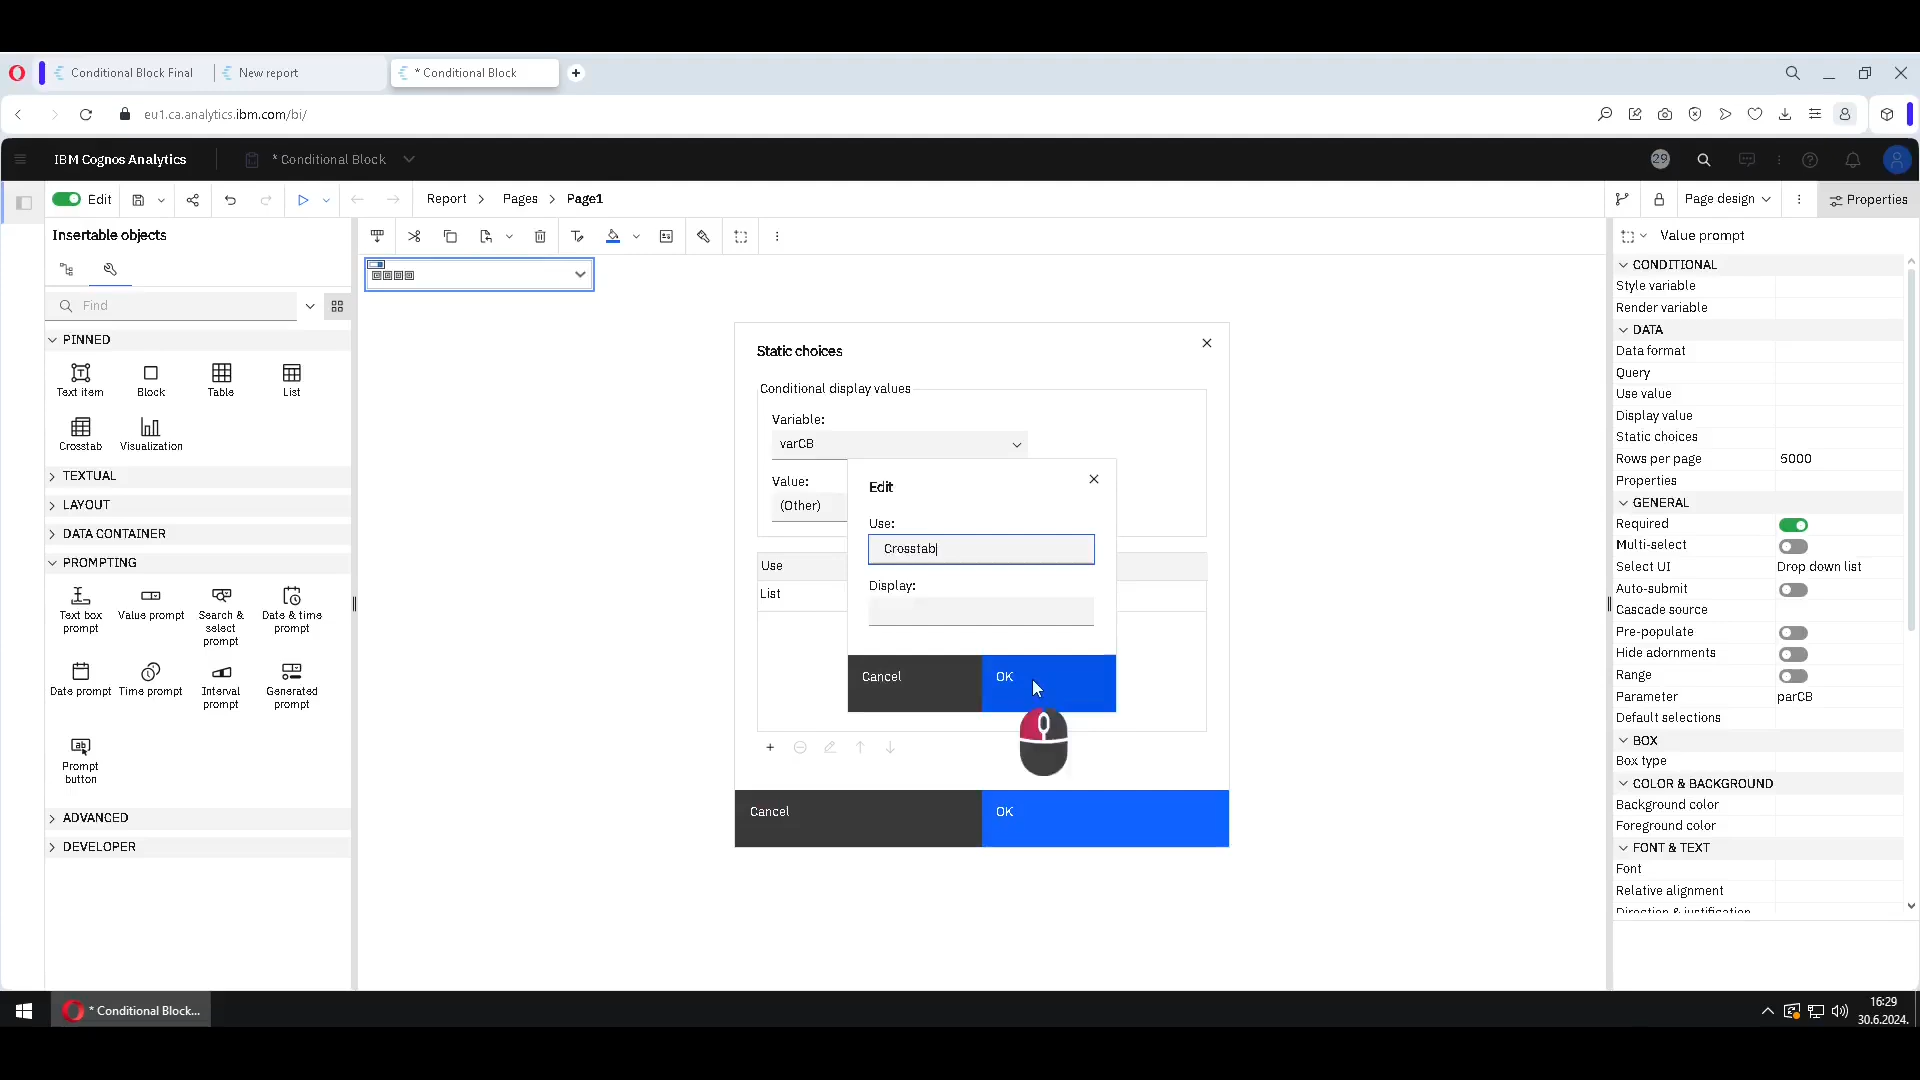 Conditional Block Final
New report
* Conditional Block
eu1.ca.analytics.ibm.com/bi/
IBM Cognos Analytics
* Conditional Block
29
Edit
Report
Pages
Page1
Page design
Properties
Insertable objects
Find
PINNED
Text item
Block
Table
List
Crosstab
Visualization
TEXTUAL
LAYOUT
DATA CONTAINER
PROMPTING
Text box prompt
Value prompt
Search & select prompt
Date & time prompt
Date prompt
Time prompt
Interval prompt
Generated prompt
Prompt button
ADVANCED
DEVELOPER
Static choices
Conditional display values
Variable:
varCB
Value:
(Other)
Use
List
Edit
Use:
Crosstab
Display:
Cancel
OK
Cancel
OK
Value prompt
CONDITIONAL
Style variable
Render variable
DATA
Data format
Query
Use value
Display value
Static choices
Rows per page 5000
Properties
GENERAL
Required
Multi-select
Select UI Drop down list
Auto-submit
Cascade source
Pre-populate
Hide adornments
Range
Parameter parCB
Default selections
BOX
Box type
COLOR & BACKGROUND
Background color
Foreground color
FONT & TEXT
Font
Relative alignment
Direction & justification
* Conditional Block...
16:29
30.6.2024.